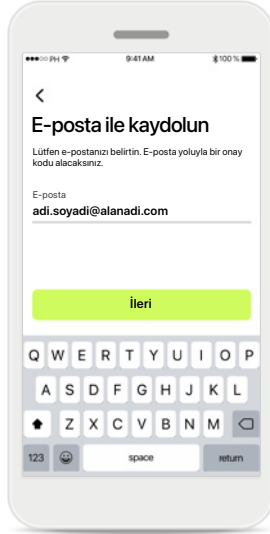 PH 9:41 AM 100 %
E-posta ile kaydolun
Lütfen e-postanızı belirtin. E-posta yoluyla bir onay
kodu alacaksınız.
E-posta
adi.soyadi@alanadi.com
İleri
Q W E R T Y U I O P
A S D F G H J K L
Z X C V B N M
123 space return